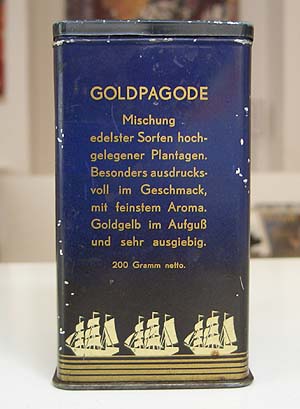 GOLDPAGODE
Mischung
edelster Sorten hoch-
gelegener Plantagen.
Besonders ausdrucks-
voll im Geschmack,
mit feinstem Aroma.
Goldgelb im Aufguß
und sehr ausgiebig.
200 Gramm netto.